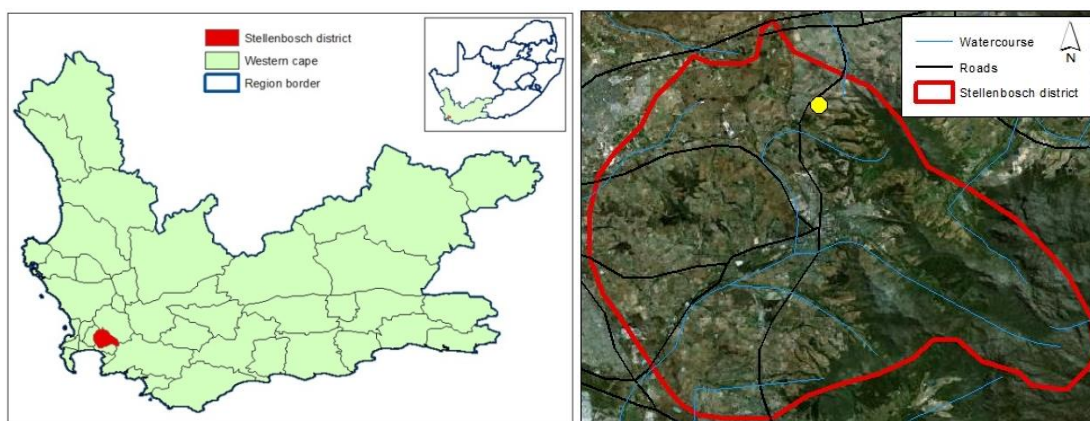 Stellenbosch district
Western cape
Region border
Watercourse
Roads
Stellenbosch district
N